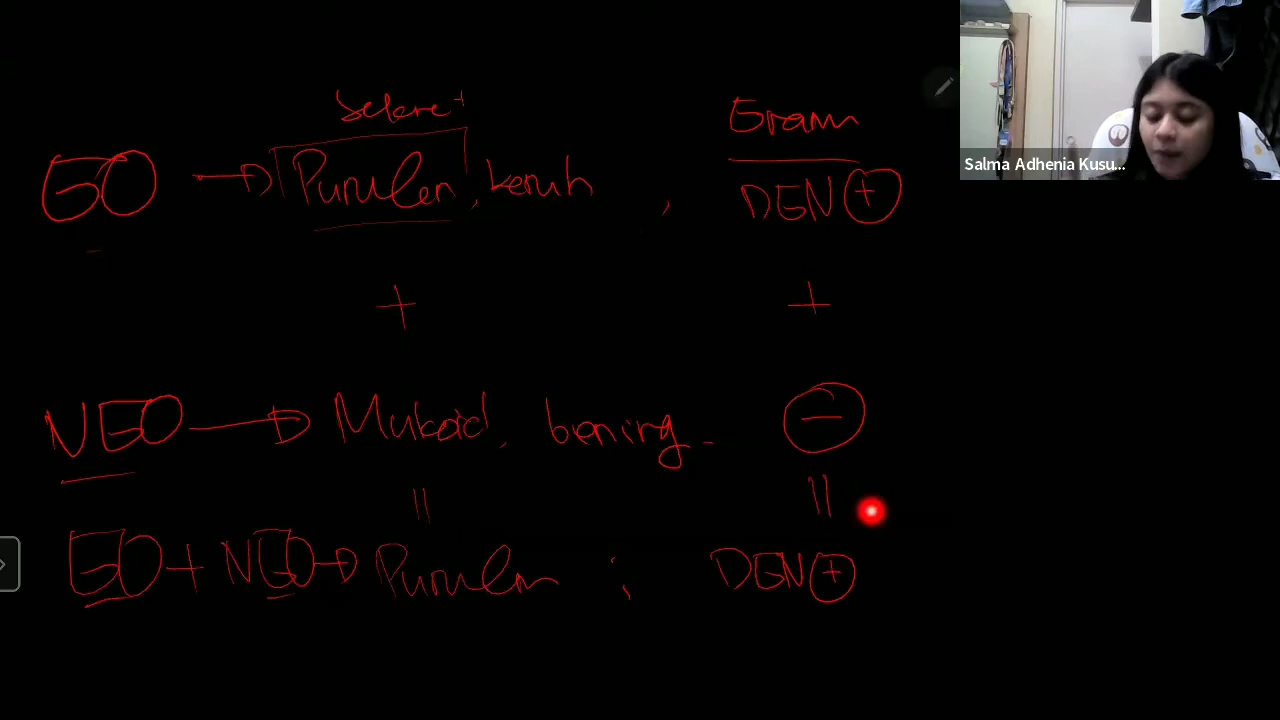 Sekret
Gram
GO → Purulen, keruh , DGN +
+ +
NGO → Mukoid, bening - −
= =
GO + NGO → Purulen ; DGN +
Salma Adhenia Kusu...